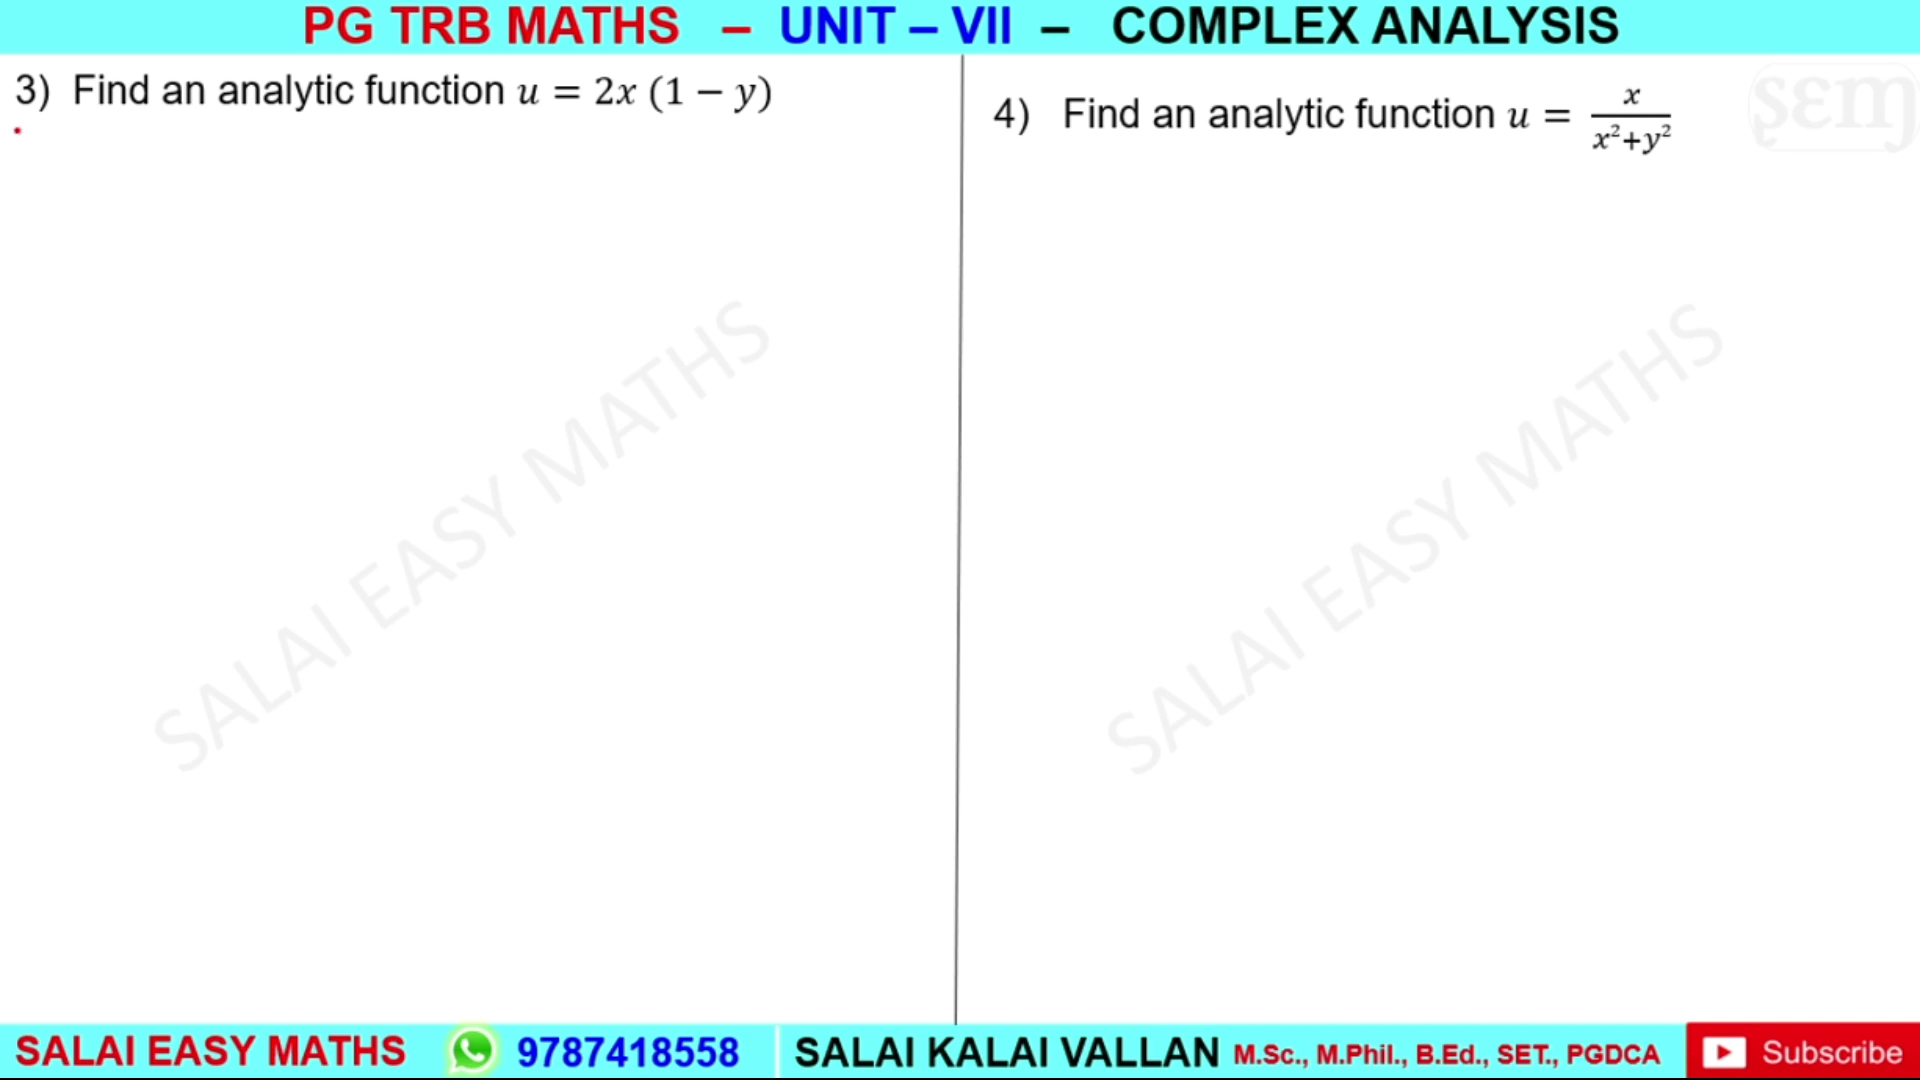 PG TRB MATHS – UNIT – VII – COMPLEX ANALYSIS
3) Find an analytic function u = 2x (1 − y)
4) Find an analytic function u = x / x²+y²
sɛm
SALAI EASY MATHS
SALAI EASY MATHS
SALAI EASY MATHS 9787418558 SALAI KALAI VALLAN M.Sc., M.Phil., B.Ed., SET., PGDCA Subscribe